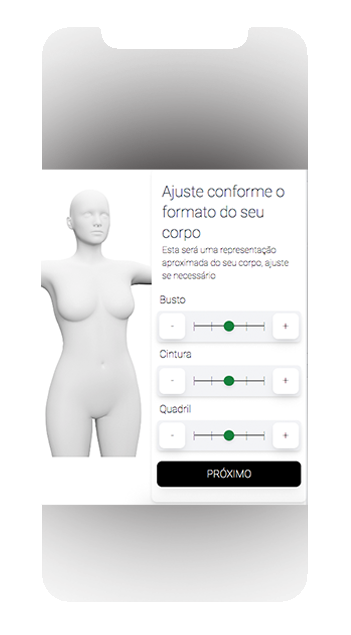 Ajuste conforme o
formato do seu
corpo
Esta será uma representação
aproximada do seu corpo, ajuste
se necessário
Busto
- +
Cintura
- +
Quadril
- +
PRÓXIMO